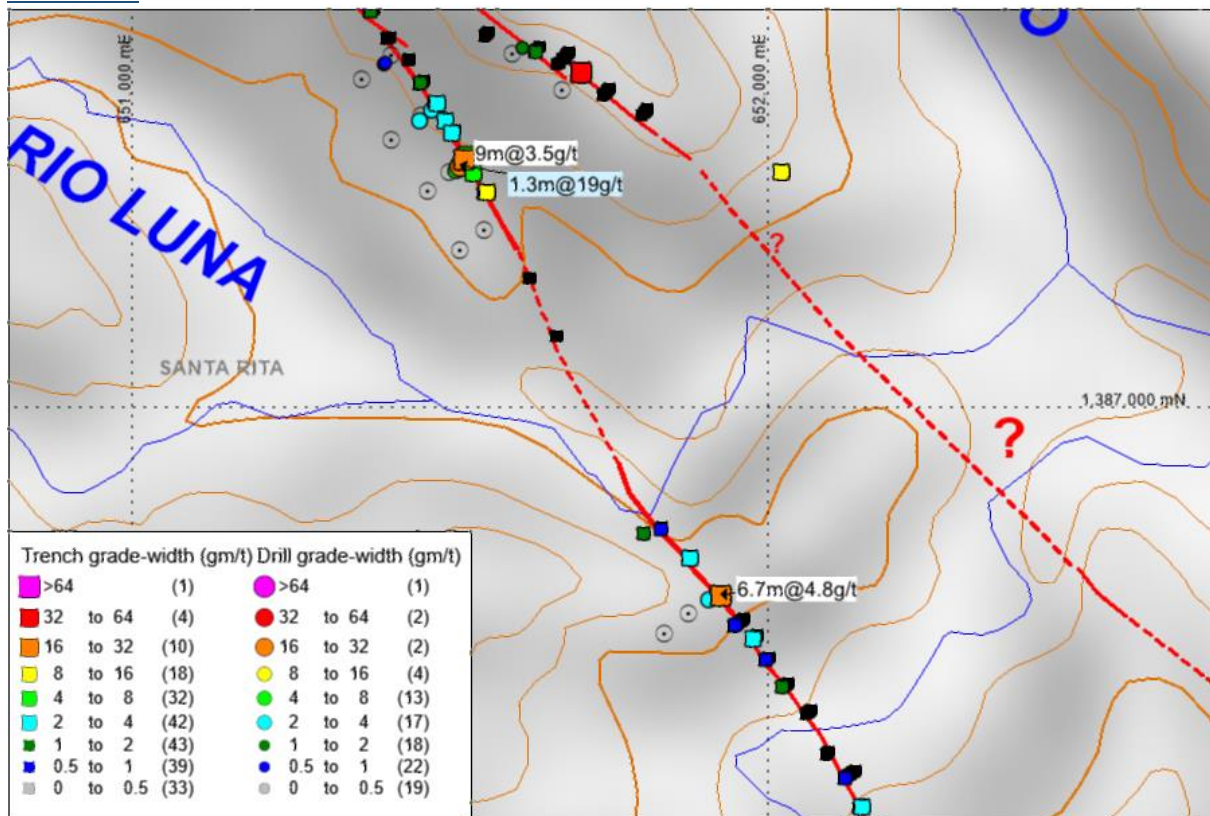 651,000 mE
652,000 mE
RIO LUNA
9m@3.5g/t
1.3m@19g/t
?
SANTA RITA
1,387,000 mN
?
6.7m@4.8g/t
Trench grade-width (gm/t) Drill grade-width (gm/t)
>64 (1) >64 (1)
32 to 64 (4) 32 to 64 (2)
16 to 32 (10) 16 to 32 (2)
8 to 16 (18) 8 to 16 (4)
4 to 8 (32) 4 to 8 (13)
2 to 4 (42) 2 to 4 (17)
1 to 2 (43) 1 to 2 (18)
0.5 to 1 (39) 0.5 to 1 (22)
0 to 0.5 (33) 0 to 0.5 (19)